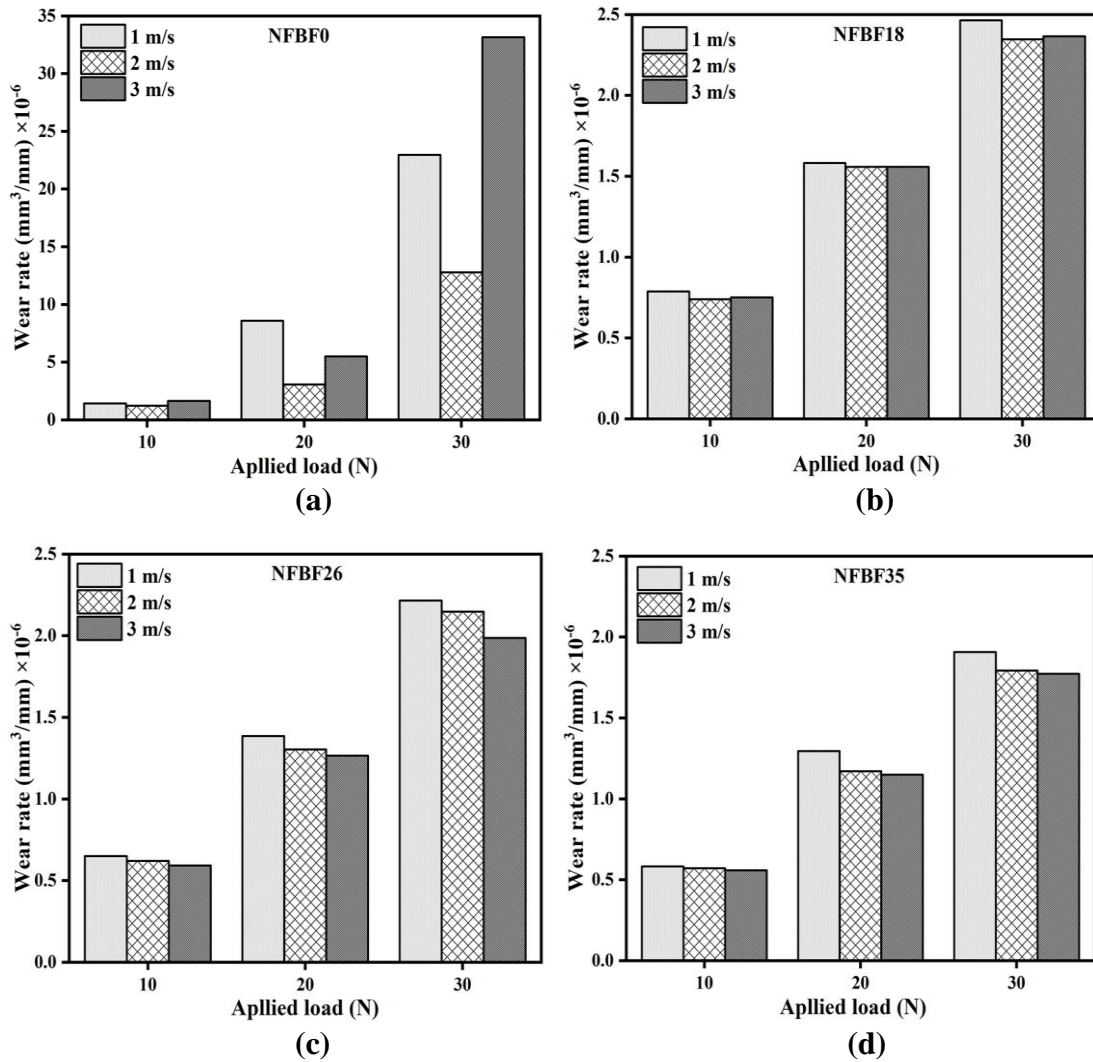 NFBF0
1 m/s
2 m/s
3 m/s
Wear rate (mm³/mm) ×10⁻⁶
35
30
25
20
15
10
5
0
10 20 30
Apllied load (N)
(a)
NFBF18
1 m/s
2 m/s
3 m/s
Wear rate (mm³/mm) ×10⁻⁶
2.5
2.0
1.5
1.0
0.5
0.0
10 20 30
Apllied load (N)
(b)
NFBF26
1 m/s
2 m/s
3 m/s
Wear rate (mm³/mm) ×10⁻⁶
2.5
2.0
1.5
1.0
0.5
0.0
10 20 30
Apllied load (N)
(c)
NFBF35
1 m/s
2 m/s
3 m/s
Wear rate (mm³/mm) ×10⁻⁶
2.5
2.0
1.5
1.0
0.5
0.0
10 20 30
Apllied load (N)
(d)